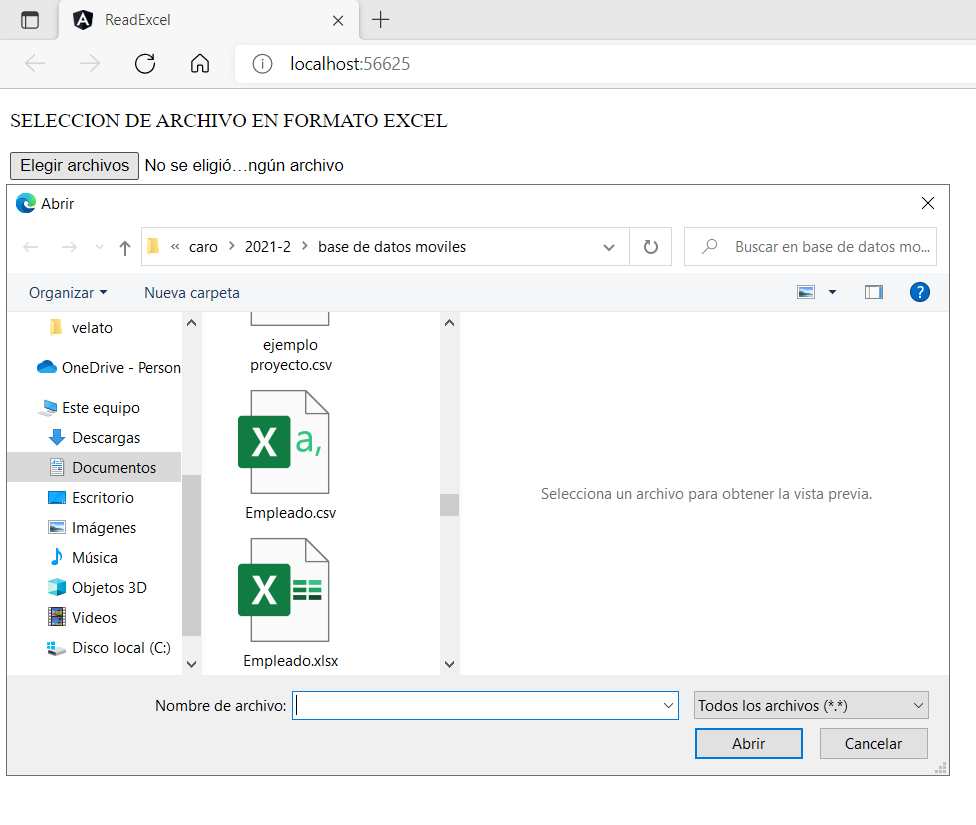 ReadExcel
localhost:56625
SELECCION DE ARCHIVO EN FORMATO EXCEL
Elegir archivos No se eligió…ngún archivo
Abrir
« caro > 2021-2 > base de datos moviles
Buscar en base de datos mo...
Organizar
Nueva carpeta
velato
OneDrive - Person
Este equipo
Descargas
Documentos
Escritorio
Imágenes
Música
Objetos 3D
Videos
Disco local (C:)
ejemplo
proyecto.csv
X a,
Empleado.csv
X
Empleado.xlsx
Selecciona un archivo para obtener la vista previa.
Nombre de archivo:
Todos los archivos (*.*)
Abrir
Cancelar